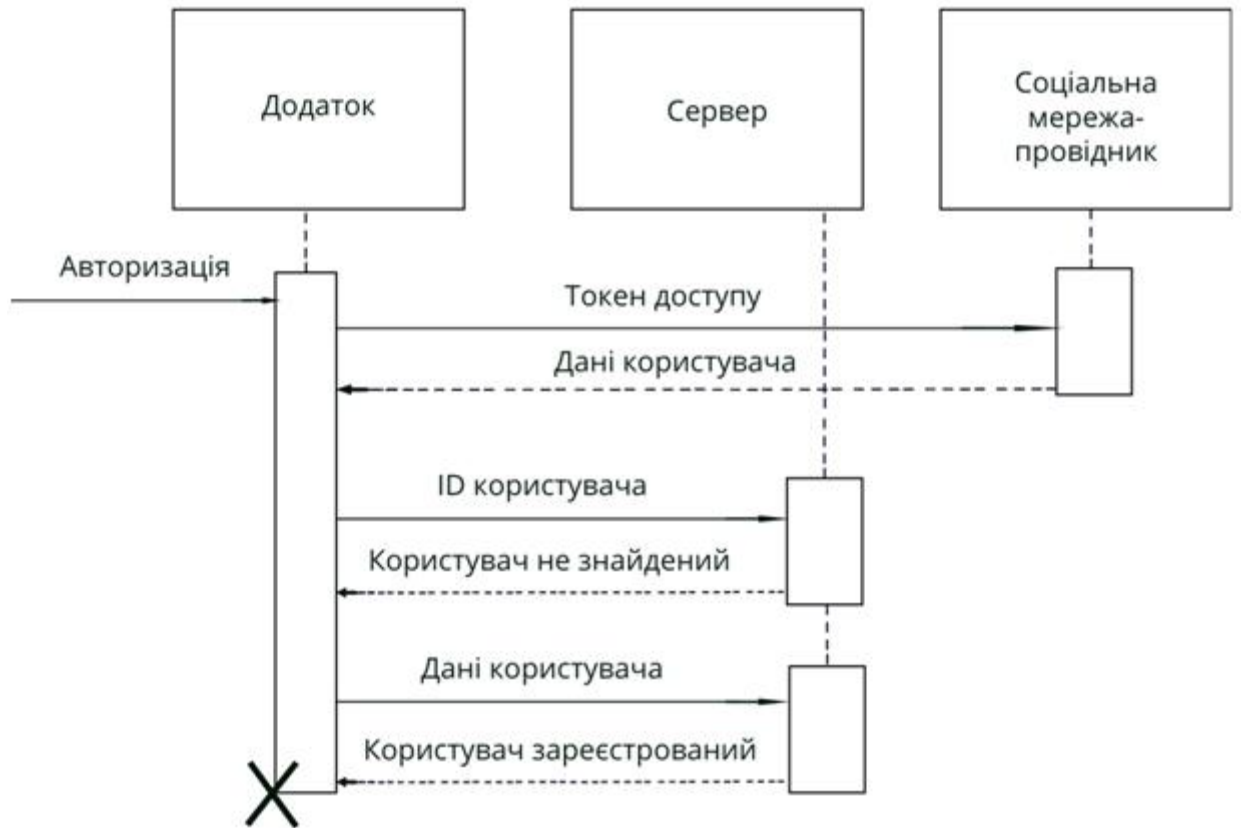 Додаток
Сервер
Соціальна
мережа-
провідник
Авторизація
Токен доступу
Дані користувача
ID користувача
Користувач не знайдений
Дані користувача
Користувач зареєстрований